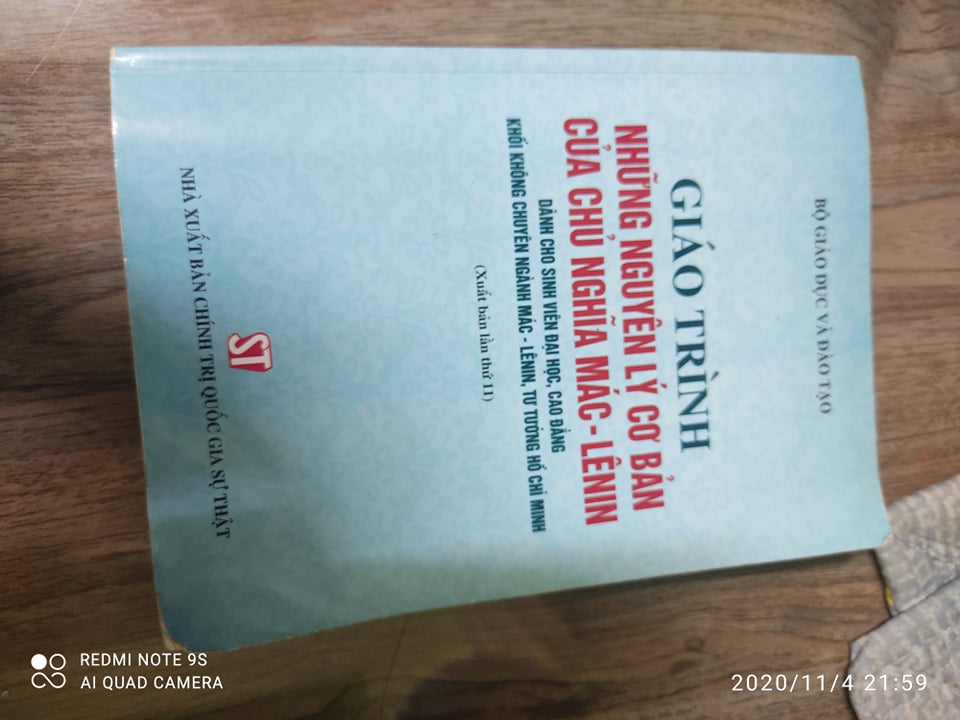 BỘ GIÁO DỤC VÀ ĐÀO TẠO
GIÁO TRÌNH
NHỮNG NGUYÊN LÝ CƠ BẢN
CỦA CHỦ NGHĨA MÁC - LÊNIN
DÀNH CHO SINH VIÊN ĐẠI HỌC, CAO ĐẲNG
KHỐI KHÔNG CHUYÊN NGÀNH MÁC - LÊNIN, TƯ TƯỞNG HỒ CHÍ MINH
(Xuất bản lần thứ 11)
ST
NHÀ XUẤT BẢN CHÍNH TRỊ QUỐC GIA SỰ THẬT
REDMI NOTE 9S
AI QUAD CAMERA
2020/11/4 21:59